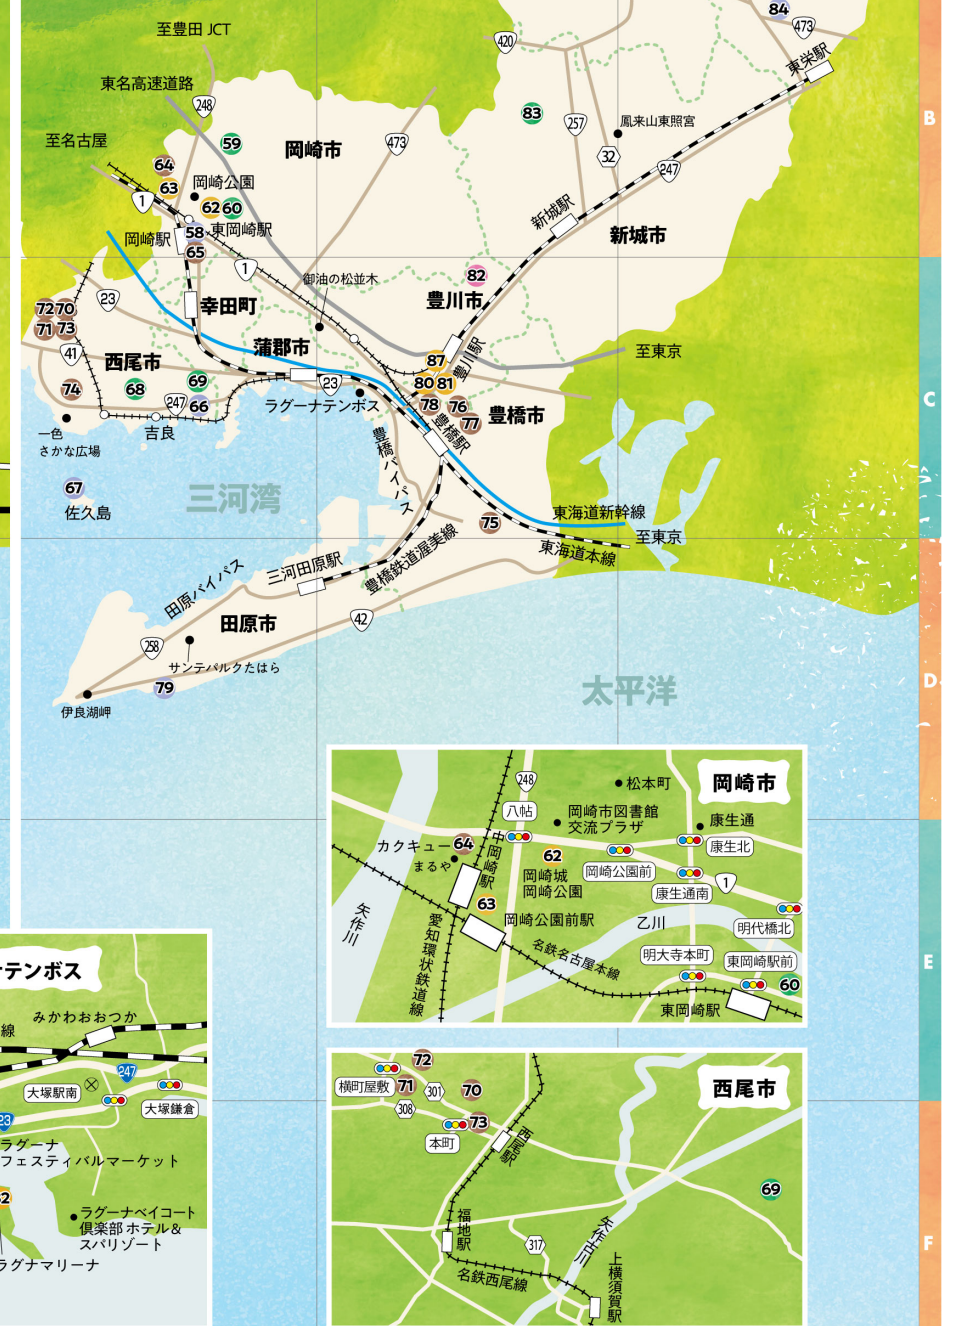 84
至豊田 JCT
473
420
東栄駅
東名高速道路
248
83
257
鳳来山東照宮
B
至名古屋
59
岡崎市
473
32
247
64
63
岡崎公園
1
62
60
新城駅
岡崎駅
58
東岡崎駅
新城市
65
1
御油の松並木
82
豊川市
23
幸田町
72
70
71
73
蒲郡市
至東京
41
西尾市
87
豊川駅
80
81
74
68
69
23
C
247
66
ラグーナテンボス
78
76
豊橋市
77
一色
さかな広場
吉良
豊橋駅
豊橋バイパス
67
佐久島
三河湾
75
東海道新幹線
至東京
東海道本線
豊橋鉄道渥美線
三河田原駅
田原バイパス
田原市
42
258
サンテパルクたはら
79
伊良湖岬
太平洋
D
岡崎市
248
松本町
八帖
岡崎市図書館
交流プラザ
康生通
カクキュー
64
まるや
中岡崎駅
62
岡崎城
岡崎公園
岡崎公園前
康生北
康生通南
1
63
岡崎公園前駅
乙川
明代橋北
矢作川
愛知環状鉄道線
名鉄名古屋本線
明大寺本町
東岡崎駅前
60
東岡崎駅
E
テンボス
みかわおおつか
線
247
大塚駅南
大塚鎌倉
23
ラグーナ
フェスティバルマーケット
ラグーナベイコート
倶楽部 ホテル&
スパリゾート
ラグナマリーナ
西尾市
72
横町屋敷
71
301
70
308
73
本町
西尾駅
69
福地駅
317
矢作古川
名鉄西尾線
上横須賀駅
F